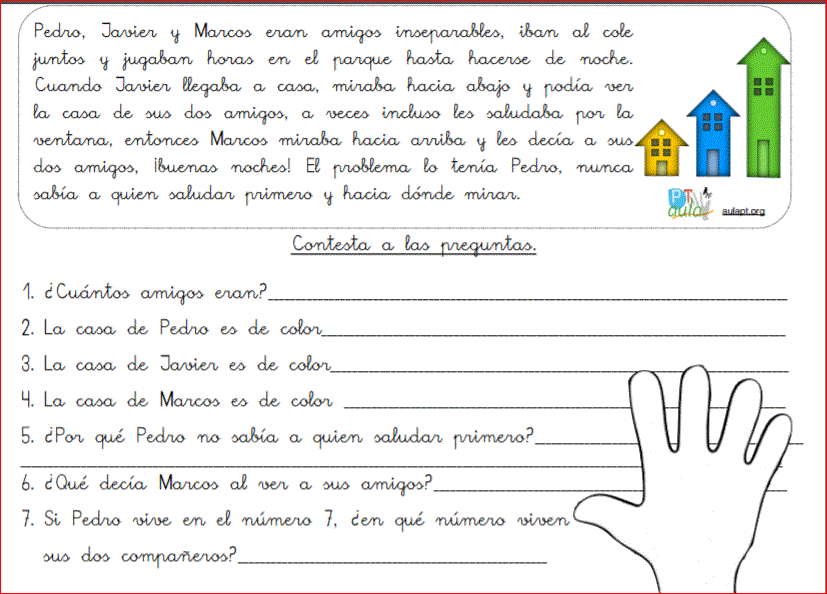 Pedro, Javier y Marcos eran amigos inseparables, iban al cole
juntos y jugaban horas en el parque hasta hacerse de noche.
Cuando Javier llegaba a casa, miraba hacia abajo y podía ver
la casa de sus dos amigos, a veces incluso les saludaba por la
ventana, entonces Marcos miraba hacia arriba y les decía a sus
dos amigos, ¡buenas noches! El problema lo tenía Pedro, nunca
sabía a quien saludar primero y hacia dónde mirar.
PT
aula
aulapt.org
Contesta a las preguntas.
1. ¿Cuántos amigos eran?
2. La casa de Pedro es de color
3. La casa de Javier es de color
4. La casa de Marcos es de color
5. ¿Por qué Pedro no sabía a quien saludar primero?
6. ¿Qué decía Marcos al ver a sus amigos?
7. Si Pedro vive en el número 7, ¿en qué número viven
sus dos compañeros?